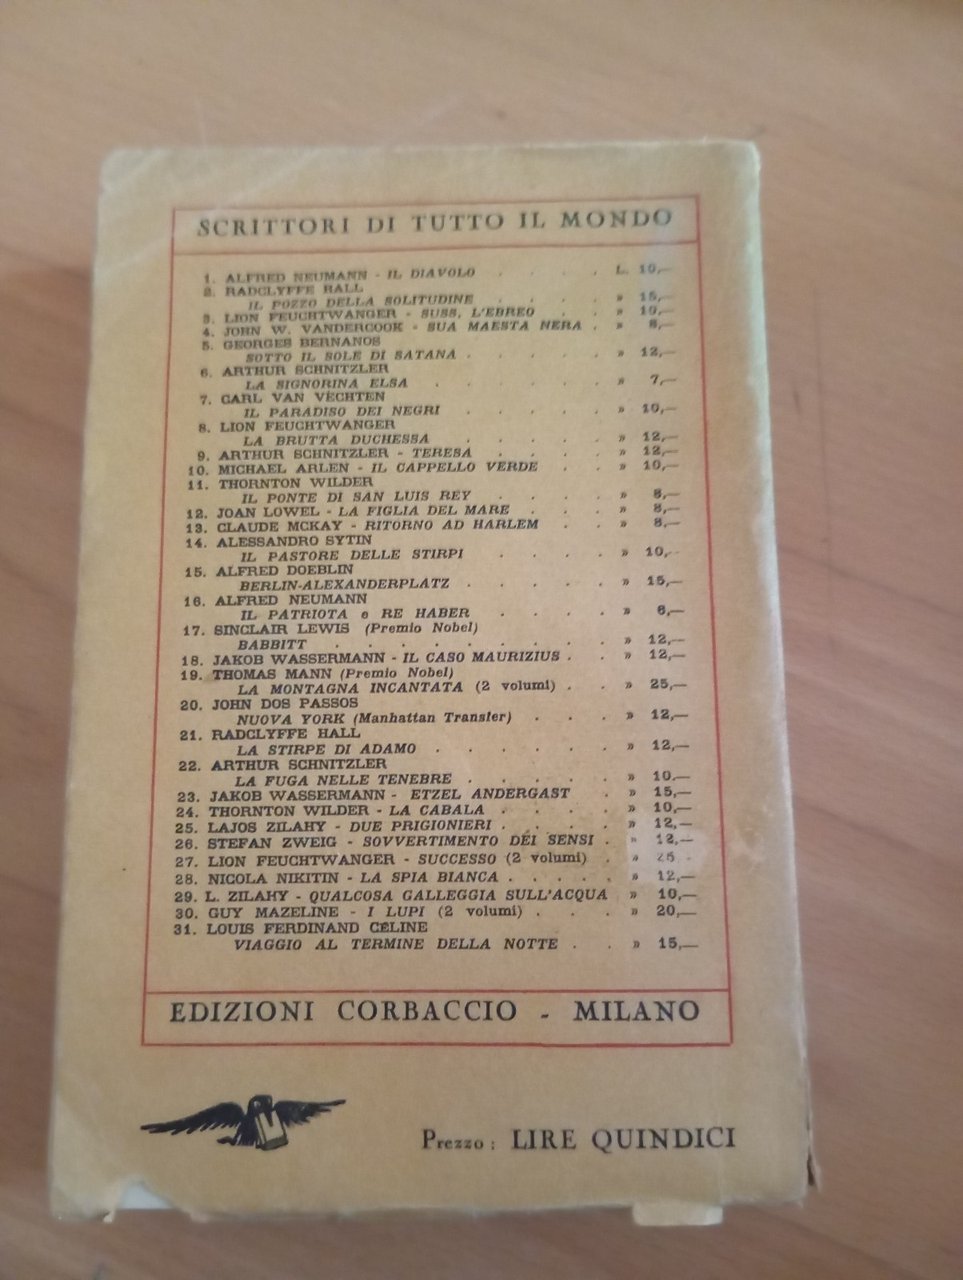 SCRITTORI DI TUTTO IL MONDO
1. ALFRED NEUMANN - IL DIAVOLO . . . . L. 10,—
2. RADCLYFFE HALL
IL POZZO DELLA SOLITUDINE . . . . » 15,—
3. LION FEUCHTWANGER - SUSS, L'EBREO . . » 10,—
4. JOHN W. VANDERCOOK - SUA MAESTA NERA . » 8,—
5. GEORGES BERNANOS
SOTTO IL SOLE DI SATANA . . . . . » 12,—
6. ARTHUR SCHNITZLER
LA SIGNORINA ELSA . . . . . . » 7,—
7. CARL VAN VECHTEN
IL PARADISO DEI NEGRI . . . . . » 10,—
8. LION FEUCHTWANGER
LA BRUTTA DUCHESSA . . . . . » 12,—
9. ARTHUR SCHNITZLER - TERESA . . . . » 12,—
10. MICHAEL ARLEN - IL CAPPELLO VERDE . . » 10,—
11. THORNTON WILDER
IL PONTE DI SAN LUIS REY . . . . » 8,—
12. JOAN LOWEL - LA FIGLIA DEL MARE . . . » 8,—
13. CLAUDE MCKAY - RITORNO AD HARLEM . . » 8,—
14. ALESSANDRO SYTIN
IL PASTORE DELLE STIRPI . . . . » 10,
15. ALFRED DOEBLIN
BERLIN-ALEXANDERPLATZ . . . . . » 15,—
16. ALFRED NEUMANN
IL PATRIOTA e RE HABER . . . . » 6,—
17. SINCLAIR LEWIS (Premio Nobel)
BABBITT . . . . . . . . . » 12,—
18. JAKOB WASSERMANN - IL CASO MAURIZIUS . . » 12,—
19. THOMAS MANN (Premio Nobel)
LA MONTAGNA INCANTATA (2 volumi) . . » 25,—
20. JOHN DOS PASSOS
NUOVA YORK (Manhattan Transfer) . . . » 12,—
21. RADCLYFFE HALL
LA STIRPE DI ADAMO . . . . . . » 12,—
22. ARTHUR SCHNITZLER
LA FUGA NELLE TENEBRE . . . . . » 10.—
23. JAKOB WASSERMANN - ETZEL ANDERGAST . » 15,—
24. THORNTON WILDER - LA CABALA . . . . » 10,—
25. LAJOS ZILAHY - DUE PRIGIONIERI . . . . » 12,—
26. STEFAN ZWEIG - SOVVERTIMENTO DEI SENSI . » 12,—
27. LION FEUCHTWANGER - SUCCESSO (2 volumi) . » 25
28. NICOLA NIKITIN - LA SPIA BIANCA . . . . . » 12,—
29. L. ZILAHY - QUALCOSA GALLEGGIA SULL'ACQUA » 10,—
30. GUY MAZELINE - I LUPI (2 volumi) . . . » 20,—
31. LOUIS FERDINAND CÉLINE
VIAGGIO AL TERMINE DELLA NOTTE . . » 15,—
EDIZIONI CORBACCIO - MILANO
Prezzo : LIRE QUINDICI